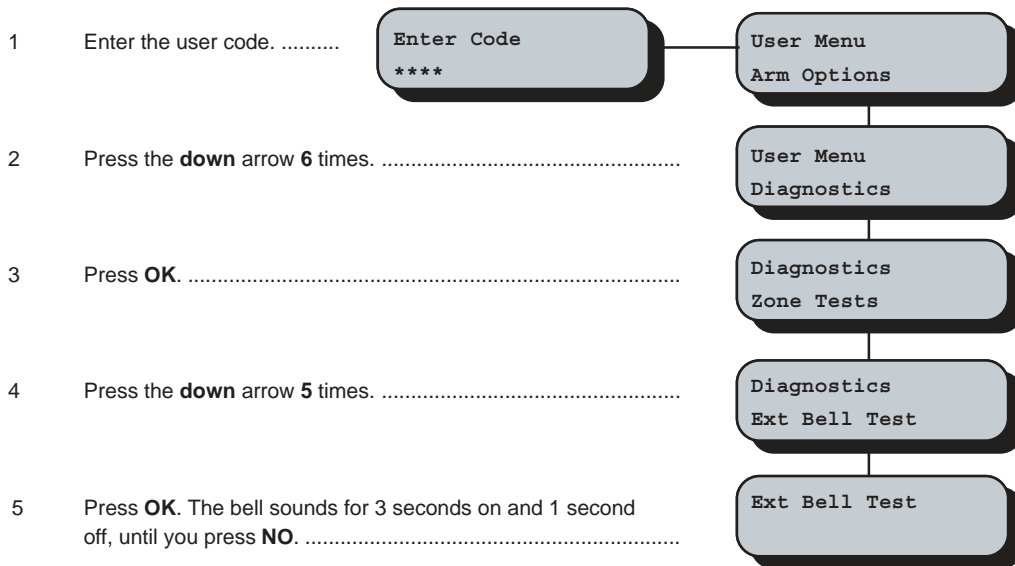 1 Enter the user code. .......... Enter Code User Menu
**** Arm Options
2 Press the down arrow 6 times. .................................................... User Menu
Diagnostics
3 Press OK. ..................................................................................... Diagnostics
Zone Tests
4 Press the down arrow 5 times. .................................................... Diagnostics
Ext Bell Test
5 Press OK. The bell sounds for 3 seconds on and 1 second Ext Bell Test
off, until you press NO. .................................................................